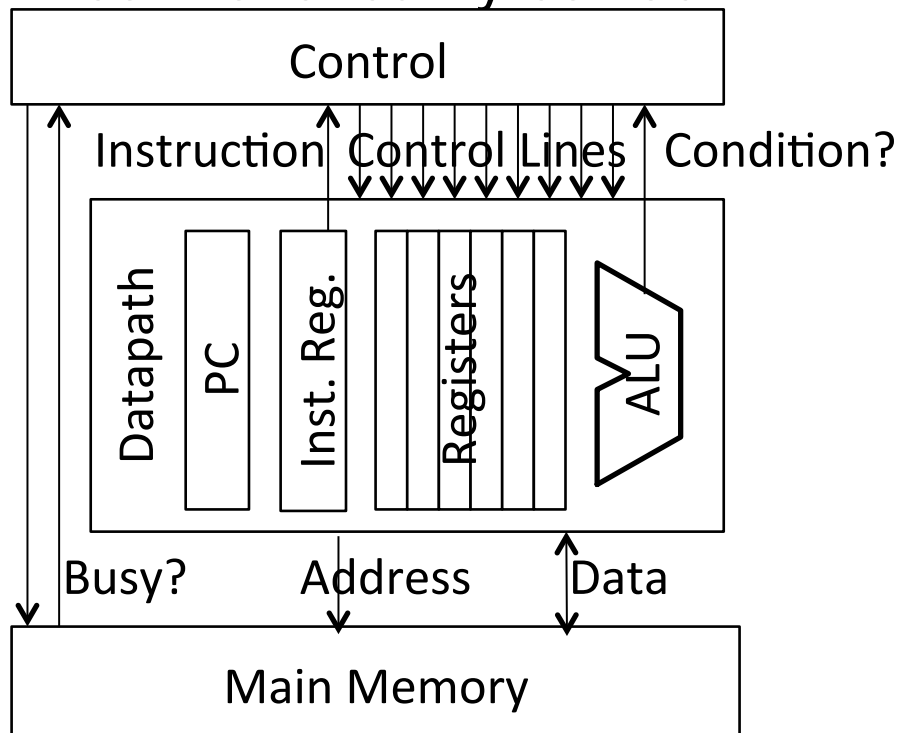 Control
Instruction Control Lines Condition?
Datapath
PC
Inst. Reg.
Registers
ALU
Busy? Address Data
Main Memory